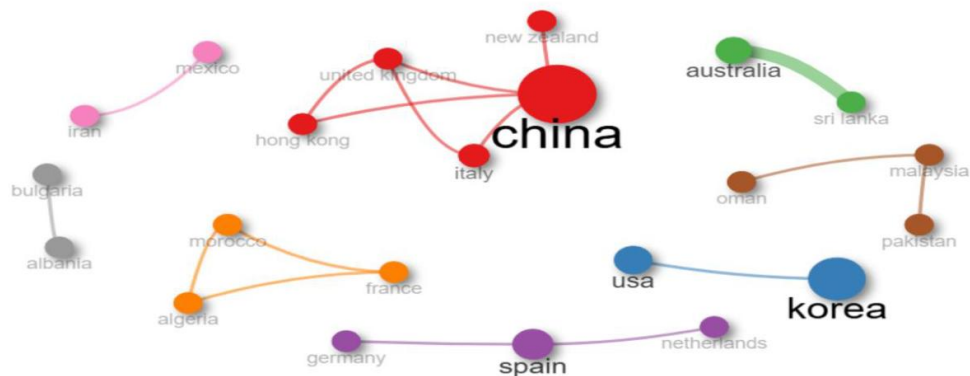 new zealand
mexico
united kingdom
australia
iran
hong kong
china
sri lanka
italy
malaysia
bulgaria
oman
morocco
pakistan
albania
france
usa
korea
algeria
germany
spain
netherlands